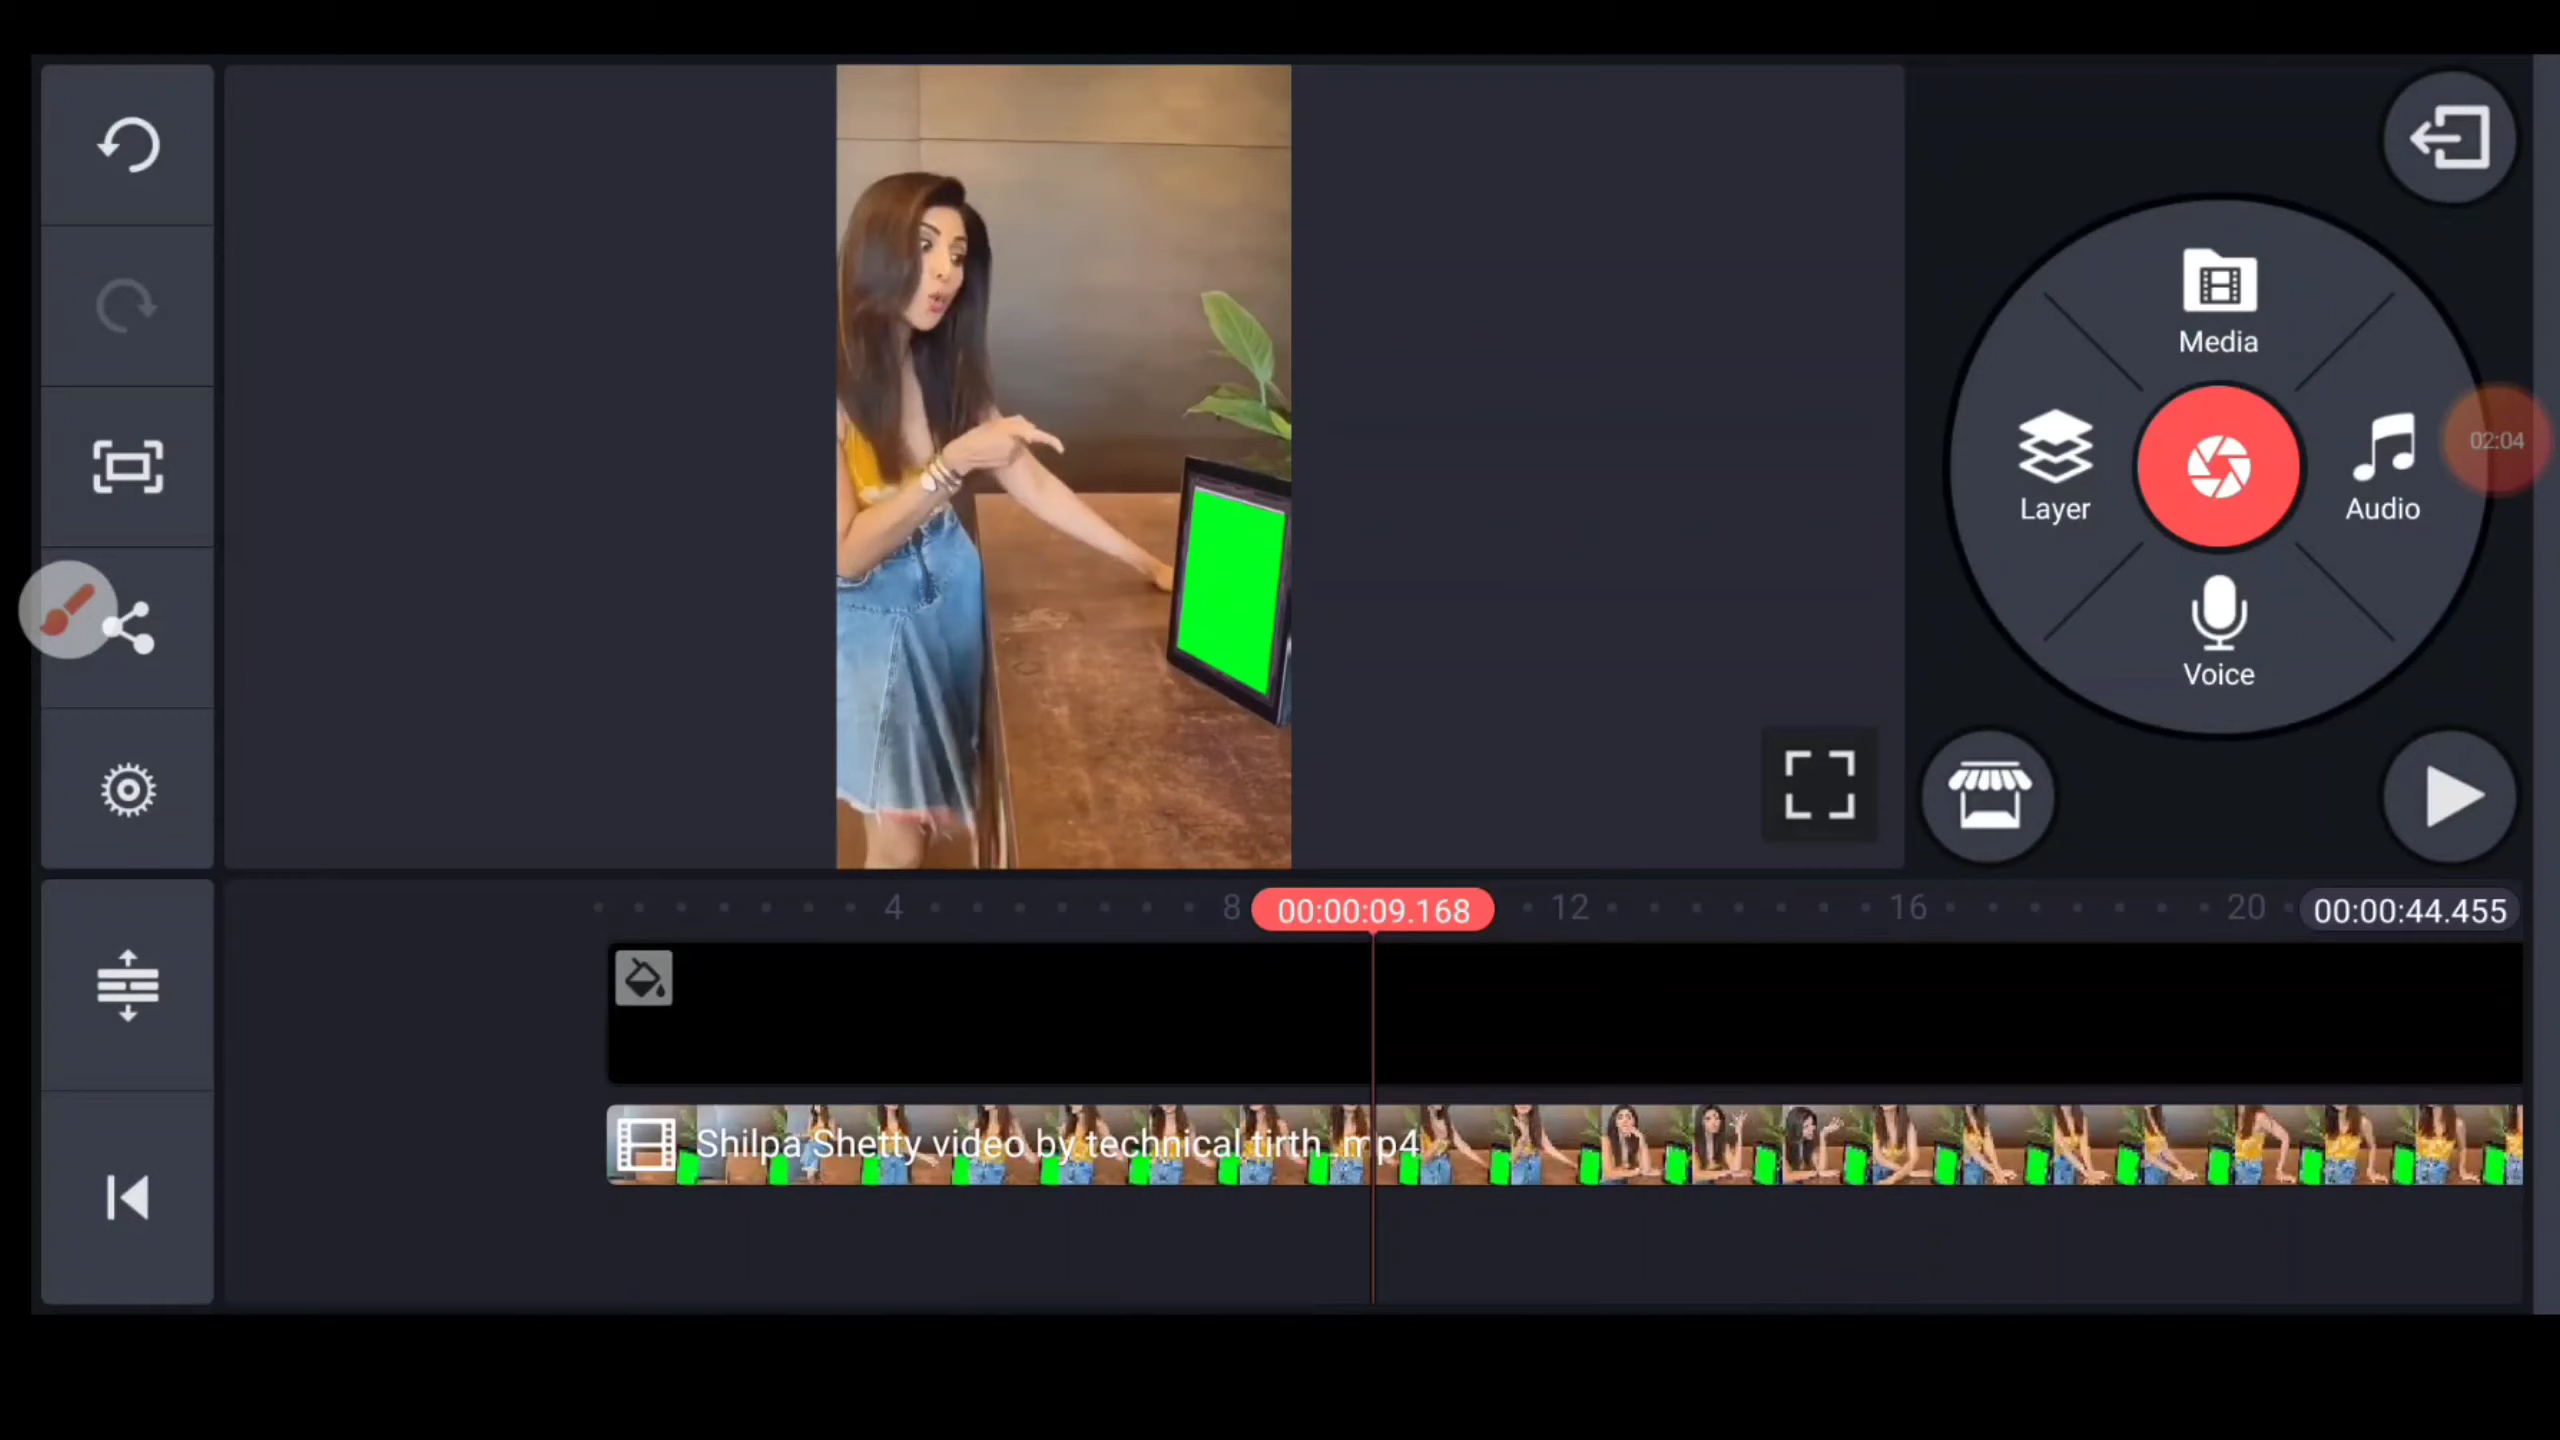 Media
Layer
Audio
02:04
Voice
4
8
00:00:09.168
12
16
20
00:00:44.455
Shilpa Shetty video by technical tirth .mp4